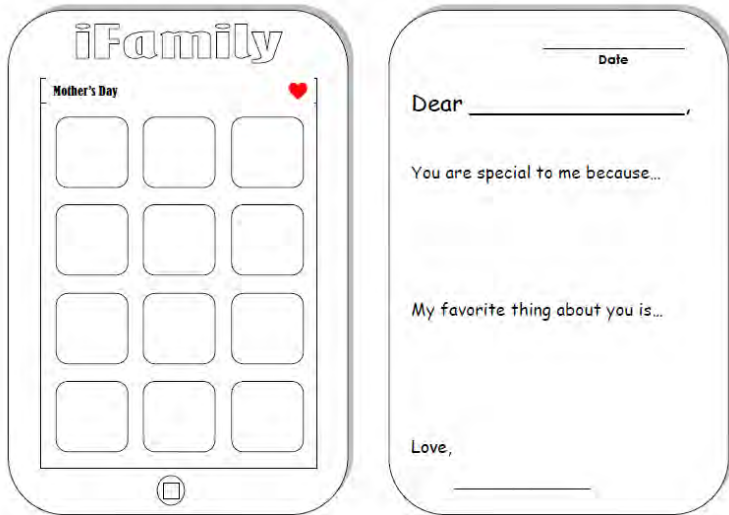 iFamily
Mother's Day
Date
Dear ,
You are special to me because...
My favorite thing about you is...
Love,